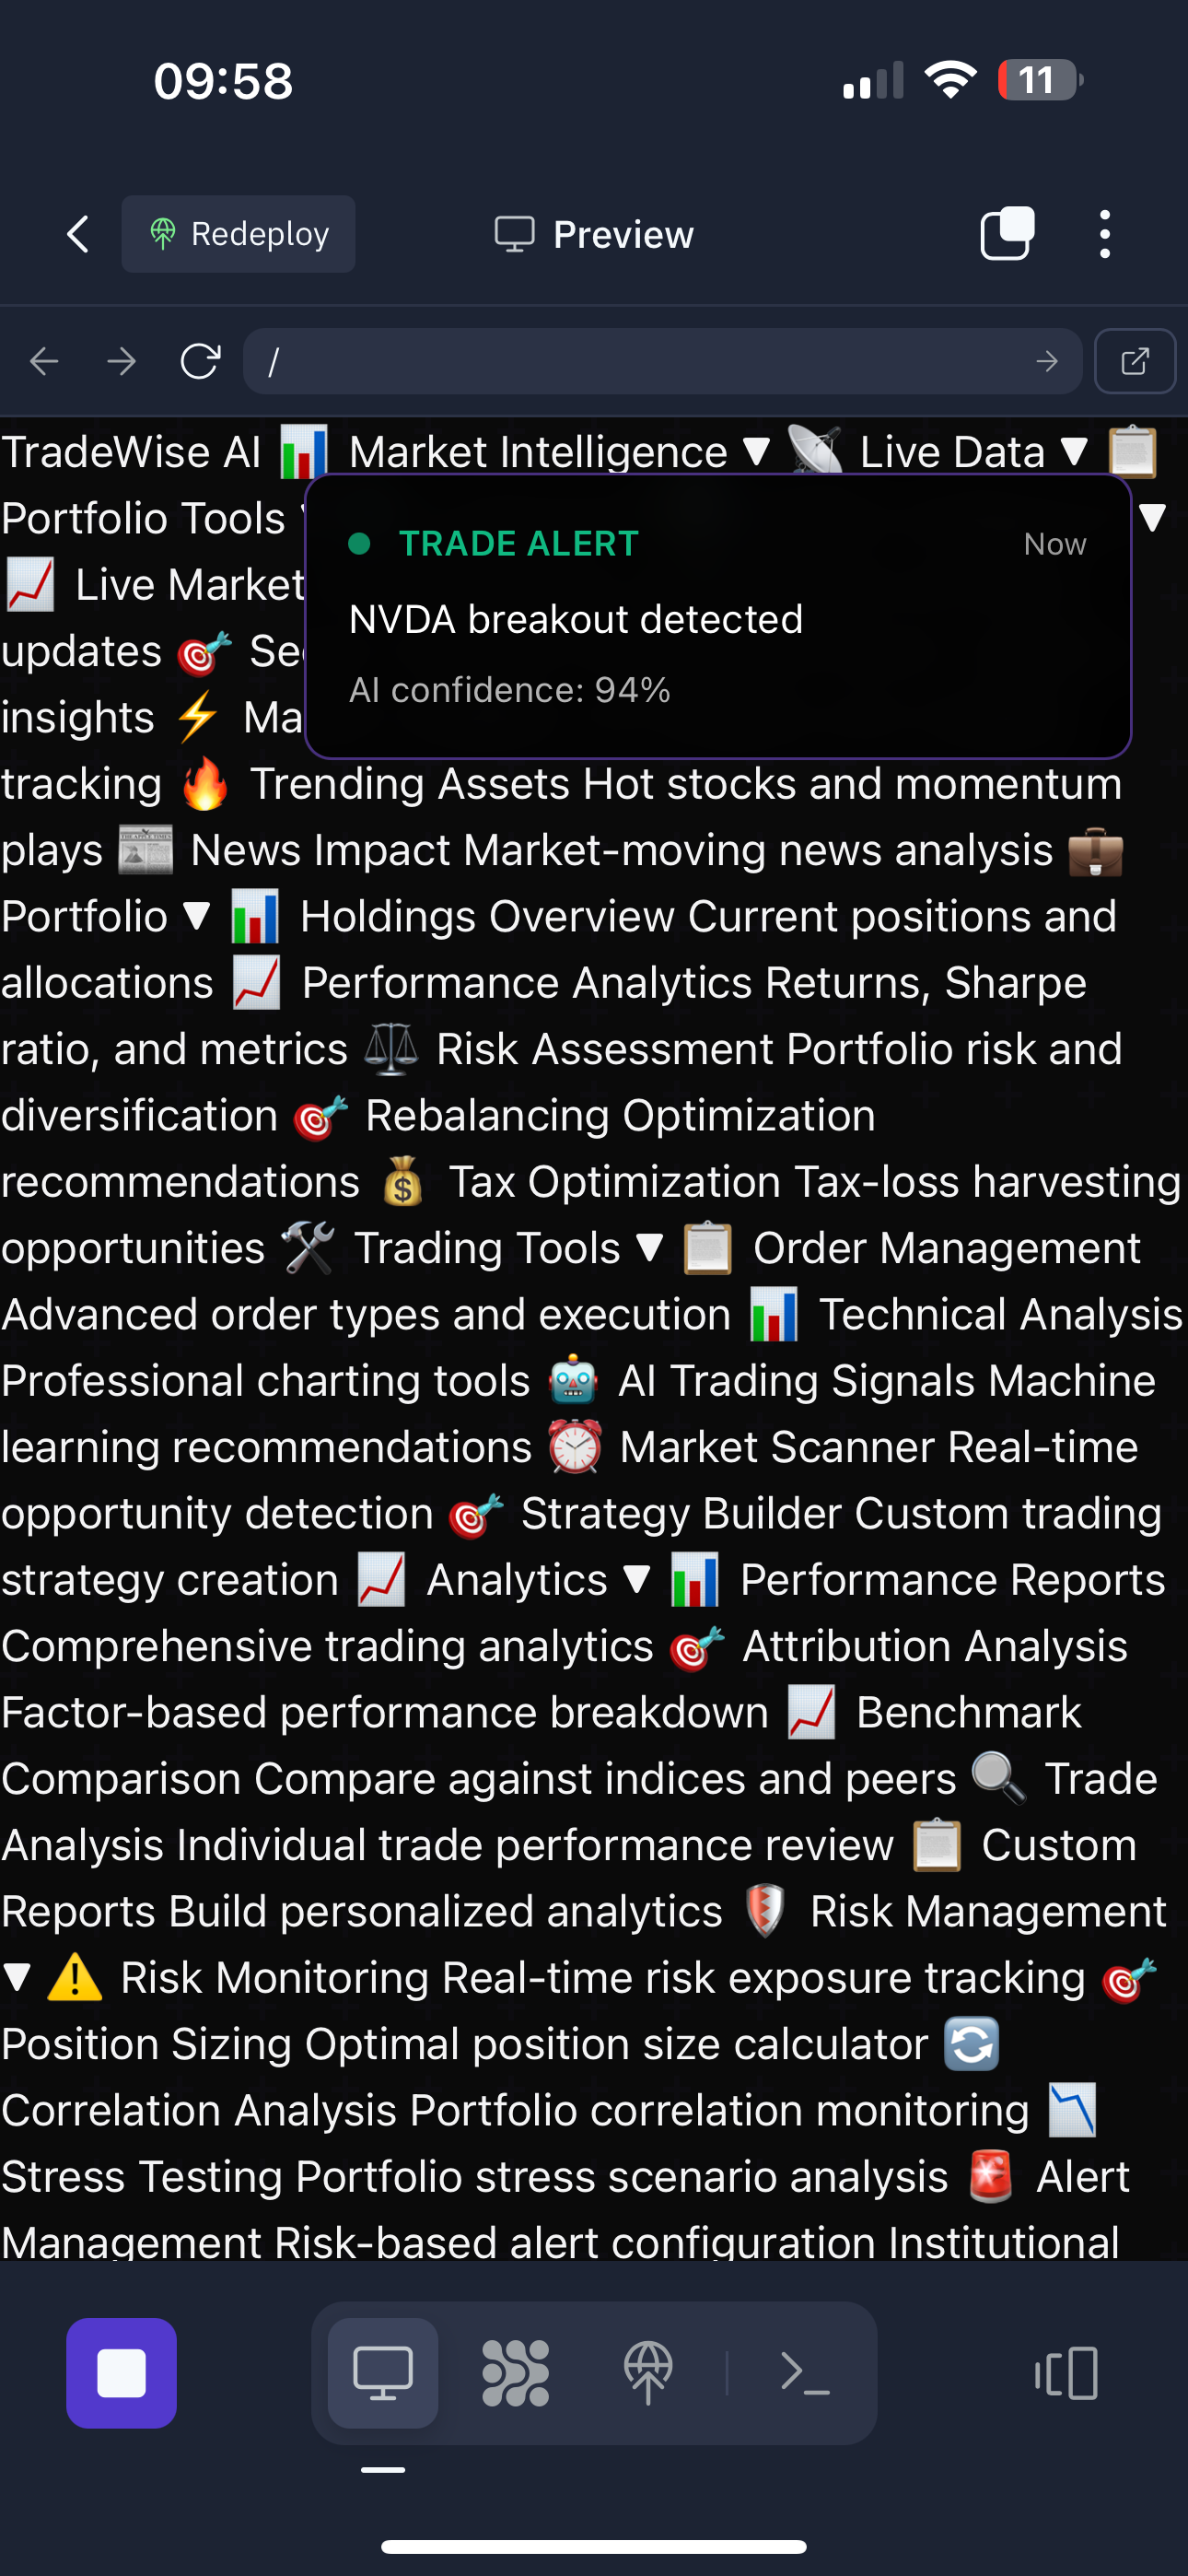 09:58
11
Redeploy
Preview
/
TradeWise AI 📊 Market Intelligence ▼ 📡 Live Data ▼ 📋
Portfolio Tools ▼
📈 Live Market
TRADE ALERT
Now
NVDA breakout detected
AI confidence: 94%
updates 🎯
insights ⚡
tracking 🔥 Trending Assets Hot stocks and momentum
plays 📰 News Impact Market-moving news analysis 💼
Portfolio ▼ 📊 Holdings Overview Current positions and
allocations 📈 Performance Analytics Returns, Sharpe
ratio, and metrics ⚖️ Risk Assessment Portfolio risk and
diversification 🎯 Rebalancing Optimization
recommendations 💰 Tax Optimization Tax-loss harvesting
opportunities 🛠️ Trading Tools ▼ 📋 Order Management
Advanced order types and execution 📊 Technical Analysis
Professional charting tools 🤖 AI Trading Signals Machine
learning recommendations ⏰ Market Scanner Real-time
opportunity detection 🎯 Strategy Builder Custom trading
strategy creation 📈 Analytics ▼ 📊 Performance Reports
Comprehensive trading analytics 🎯 Attribution Analysis
Factor-based performance breakdown 📈 Benchmark
Comparison Compare against indices and peers 🔍 Trade
Analysis Individual trade performance review 📋 Custom
Reports Build personalized analytics 🛡️ Risk Management
▼ ⚠️ Risk Monitoring Real-time risk exposure tracking 🎯
Position Sizing Optimal position size calculator 🔄
Correlation Analysis Portfolio correlation monitoring 📉
Stress Testing Portfolio stress scenario analysis 🚨 Alert
Management Risk-based alert configuration Institutional